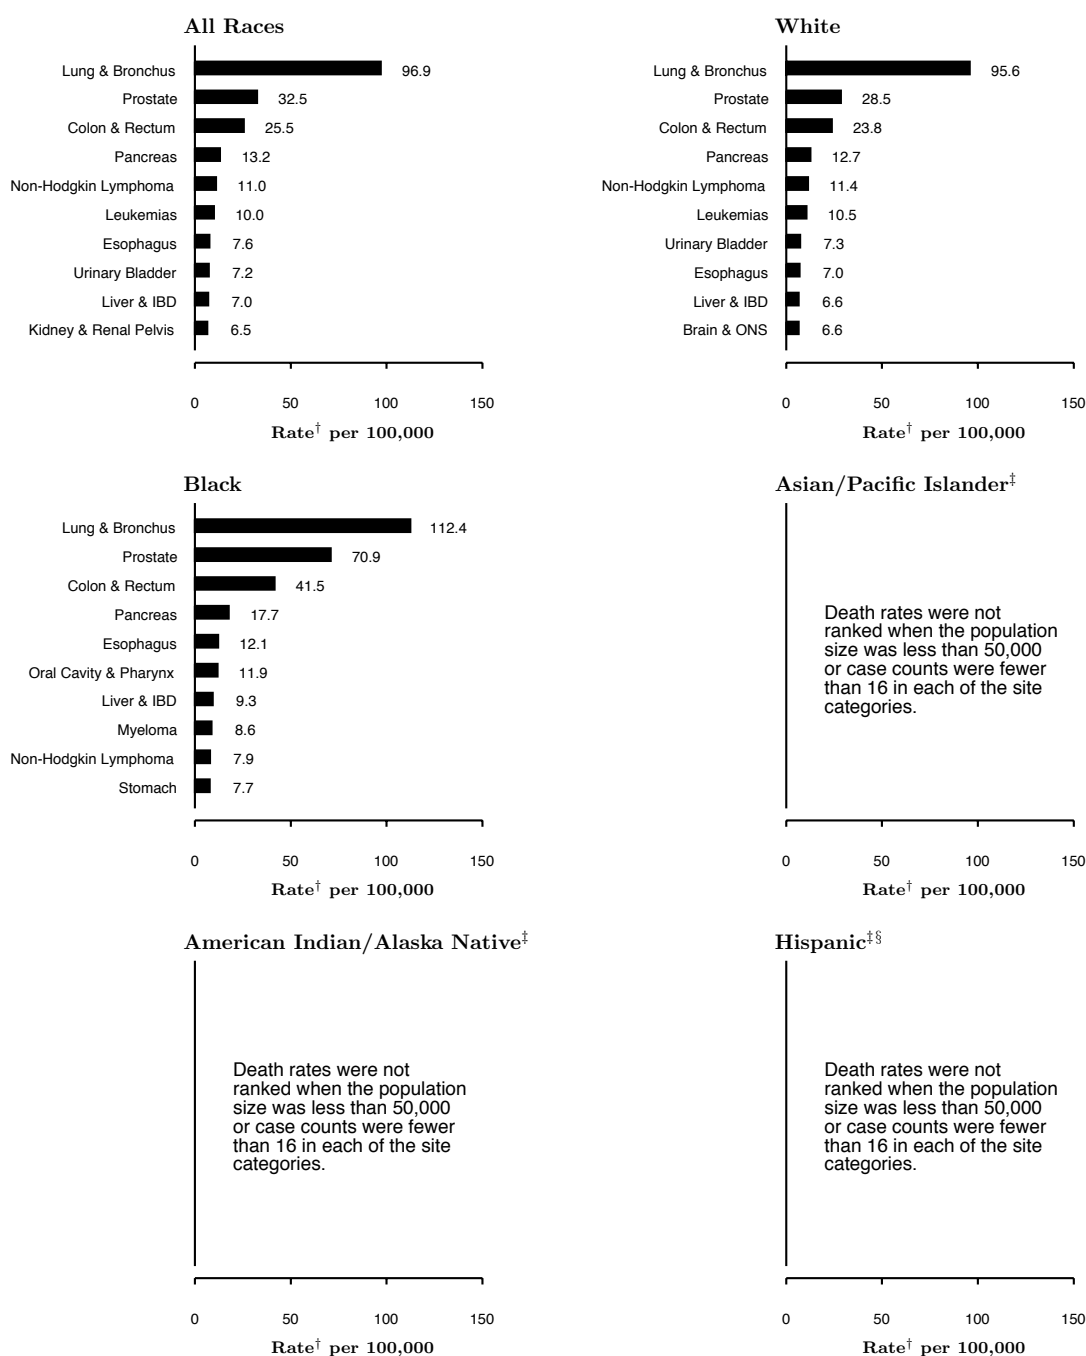 All Races
Lung & Bronchus 96.9
Prostate 32.5
Colon & Rectum 25.5
Pancreas 13.2
Non-Hodgkin Lymphoma 11.0
Leukemias 10.0
Esophagus 7.6
Urinary Bladder 7.2
Liver & IBD 7.0
Kidney & Renal Pelvis 6.5
0 50 100 150
Rate† per 100,000
White
Lung & Bronchus 95.6
Prostate 28.5
Colon & Rectum 23.8
Pancreas 12.7
Non-Hodgkin Lymphoma 11.4
Leukemias 10.5
Urinary Bladder 7.3
Esophagus 7.0
Liver & IBD 6.6
Brain & ONS 6.6
0 50 100 150
Rate† per 100,000
Black
Lung & Bronchus 112.4
Prostate 70.9
Colon & Rectum 41.5
Pancreas 17.7
Esophagus 12.1
Oral Cavity & Pharynx 11.9
Liver & IBD 9.3
Myeloma 8.6
Non-Hodgkin Lymphoma 7.9
Stomach 7.7
0 50 100 150
Rate† per 100,000
Asian/Pacific Islander‡
Death rates were not
ranked when the population
size was less than 50,000
or case counts were fewer
than 16 in each of the site
categories.
0 50 100 150
Rate† per 100,000
American Indian/Alaska Native‡
Death rates were not
ranked when the population
size was less than 50,000
or case counts were fewer
than 16 in each of the site
categories.
0 50 100 150
Rate† per 100,000
Hispanic‡§
Death rates were not
ranked when the population
size was less than 50,000
or case counts were fewer
than 16 in each of the site
categories.
0 50 100 150
Rate† per 100,000